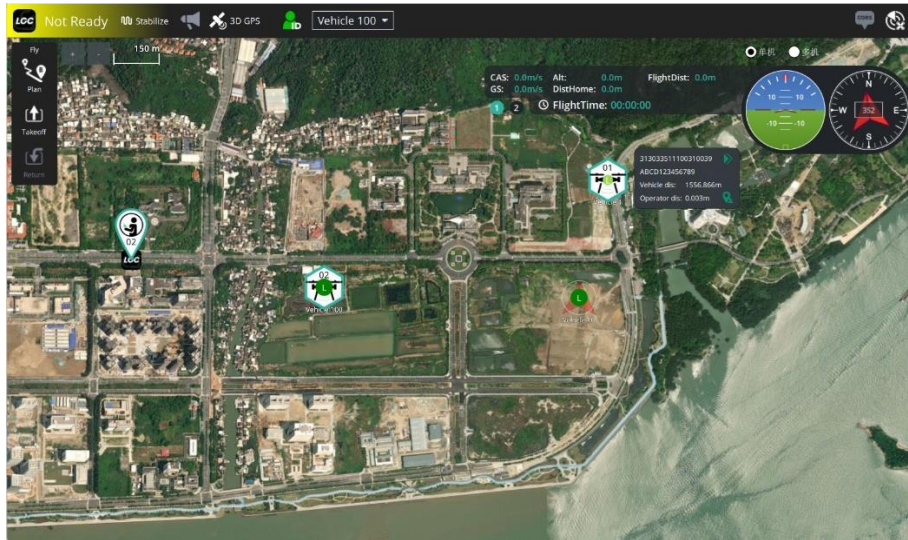 LGC Not Ready Stabilize 3D GPS ID Vehicle 100 CORS
Fly
150 m
单机 多机
Plan
Takeoff
Return
CAS: 0.0m/s Alt: 0.0m FlightDist: 0.0m
GS: 0.0m/s DistHome: 0.0m
1 2 FlightTime: 00:00:00
10 10
-10 -10
N
W 352 E
S
01
L
313033511100310039
ABCD123456789
Vehicle dis: 1556.866m
Operator dis: 0.003m
02
LGC
02
L
Vehicle 100
L